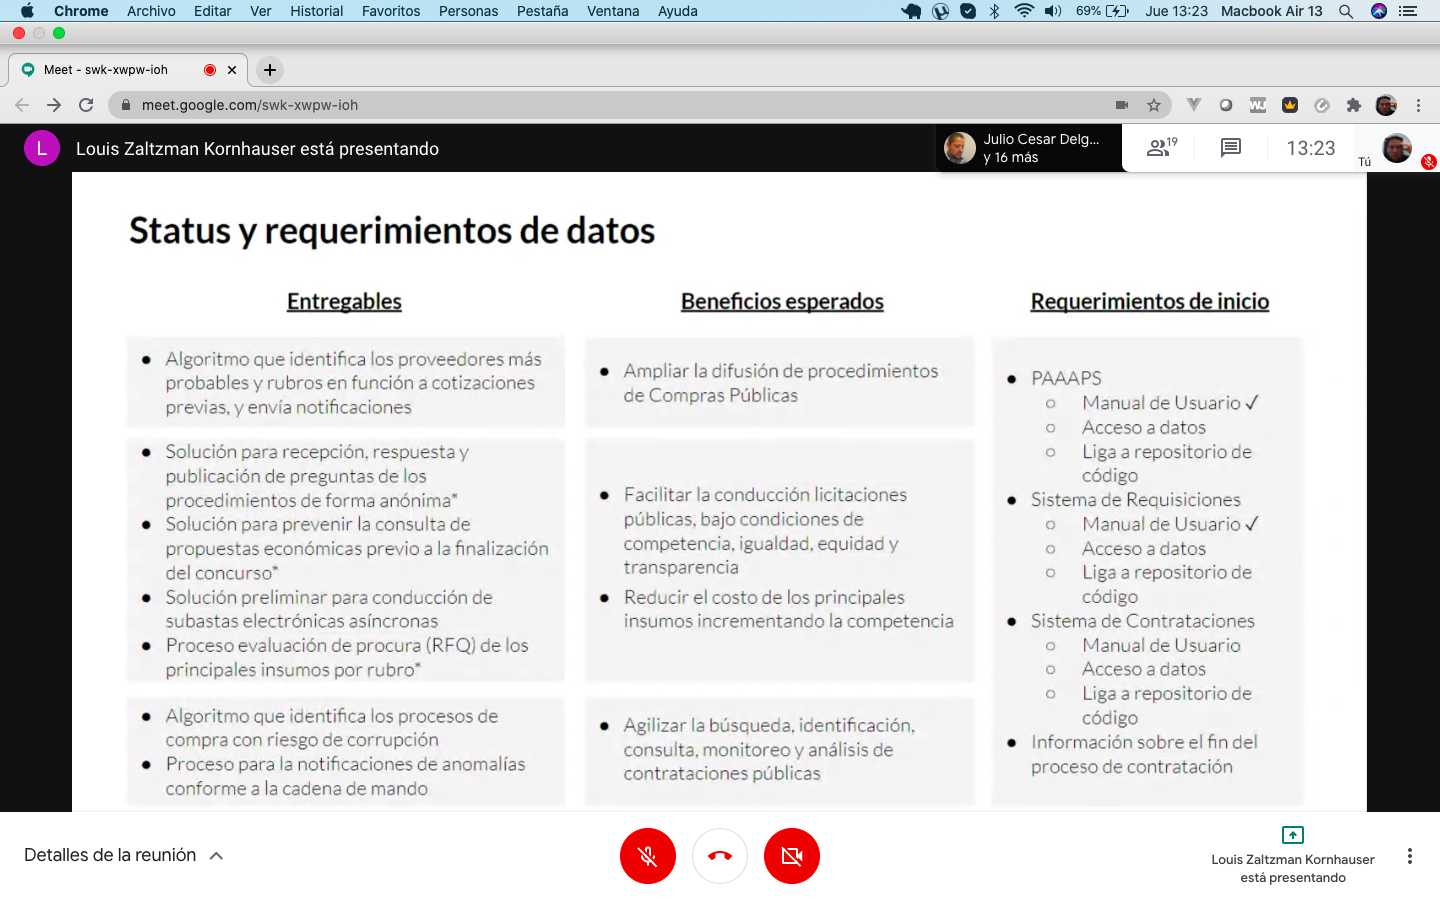 Chrome Archivo Editar Ver Historial Favoritos Personas Pestaña Ventana Ayuda 69% Jue 13:23 Macbook Air 13
Meet - swk-xwpw-ioh
meet.google.com/swk-xwpw-ioh
L Louis Zaltzman Kornhauser está presentando
Julio Cesar Delg...
y 16 más
19
13:23
Tú
Status y requerimientos de datos
Entregables
● Algoritmo que identifica los proveedores más
probables y rubros en función a cotizaciones
previas, y envía notificaciones
● Solución para recepción, respuesta y
publicación de preguntas de los
procedimientos de forma anónima*
● Solución para prevenir la consulta de
propuestas económicas previo a la finalización
del concurso*
● Solución preliminar para conducción de
subastas electrónicas asíncronas
● Proceso evaluación de procura (RFQ) de los
principales insumos por rubro*
● Algoritmo que identifica los procesos de
compra con riesgo de corrupción
● Proceso para la notificaciones de anomalías
conforme a la cadena de mando
Beneficios esperados
● Ampliar la difusión de procedimientos
de Compras Públicas
● Facilitar la conducción licitaciones
públicas, bajo condiciones de
competencia, igualdad, equidad y
transparencia
● Reducir el costo de los principales
insumos incrementando la competencia
● Agilizar la búsqueda, identificación,
consulta, monitoreo y análisis de
contrataciones públicas
Requerimientos de inicio
● PAAAPS
○ Manual de Usuario ✓
○ Acceso a datos
○ Liga a repositorio de
código
● Sistema de Requisiciones
○ Manual de Usuario ✓
○ Acceso a datos
○ Liga a repositorio de
código
● Sistema de Contrataciones
○ Manual de Usuario
○ Acceso a datos
○ Liga a repositorio de
código
● Información sobre el fin del
proceso de contratación
Detalles de la reunión
Louis Zaltzman Kornhauser
está presentando